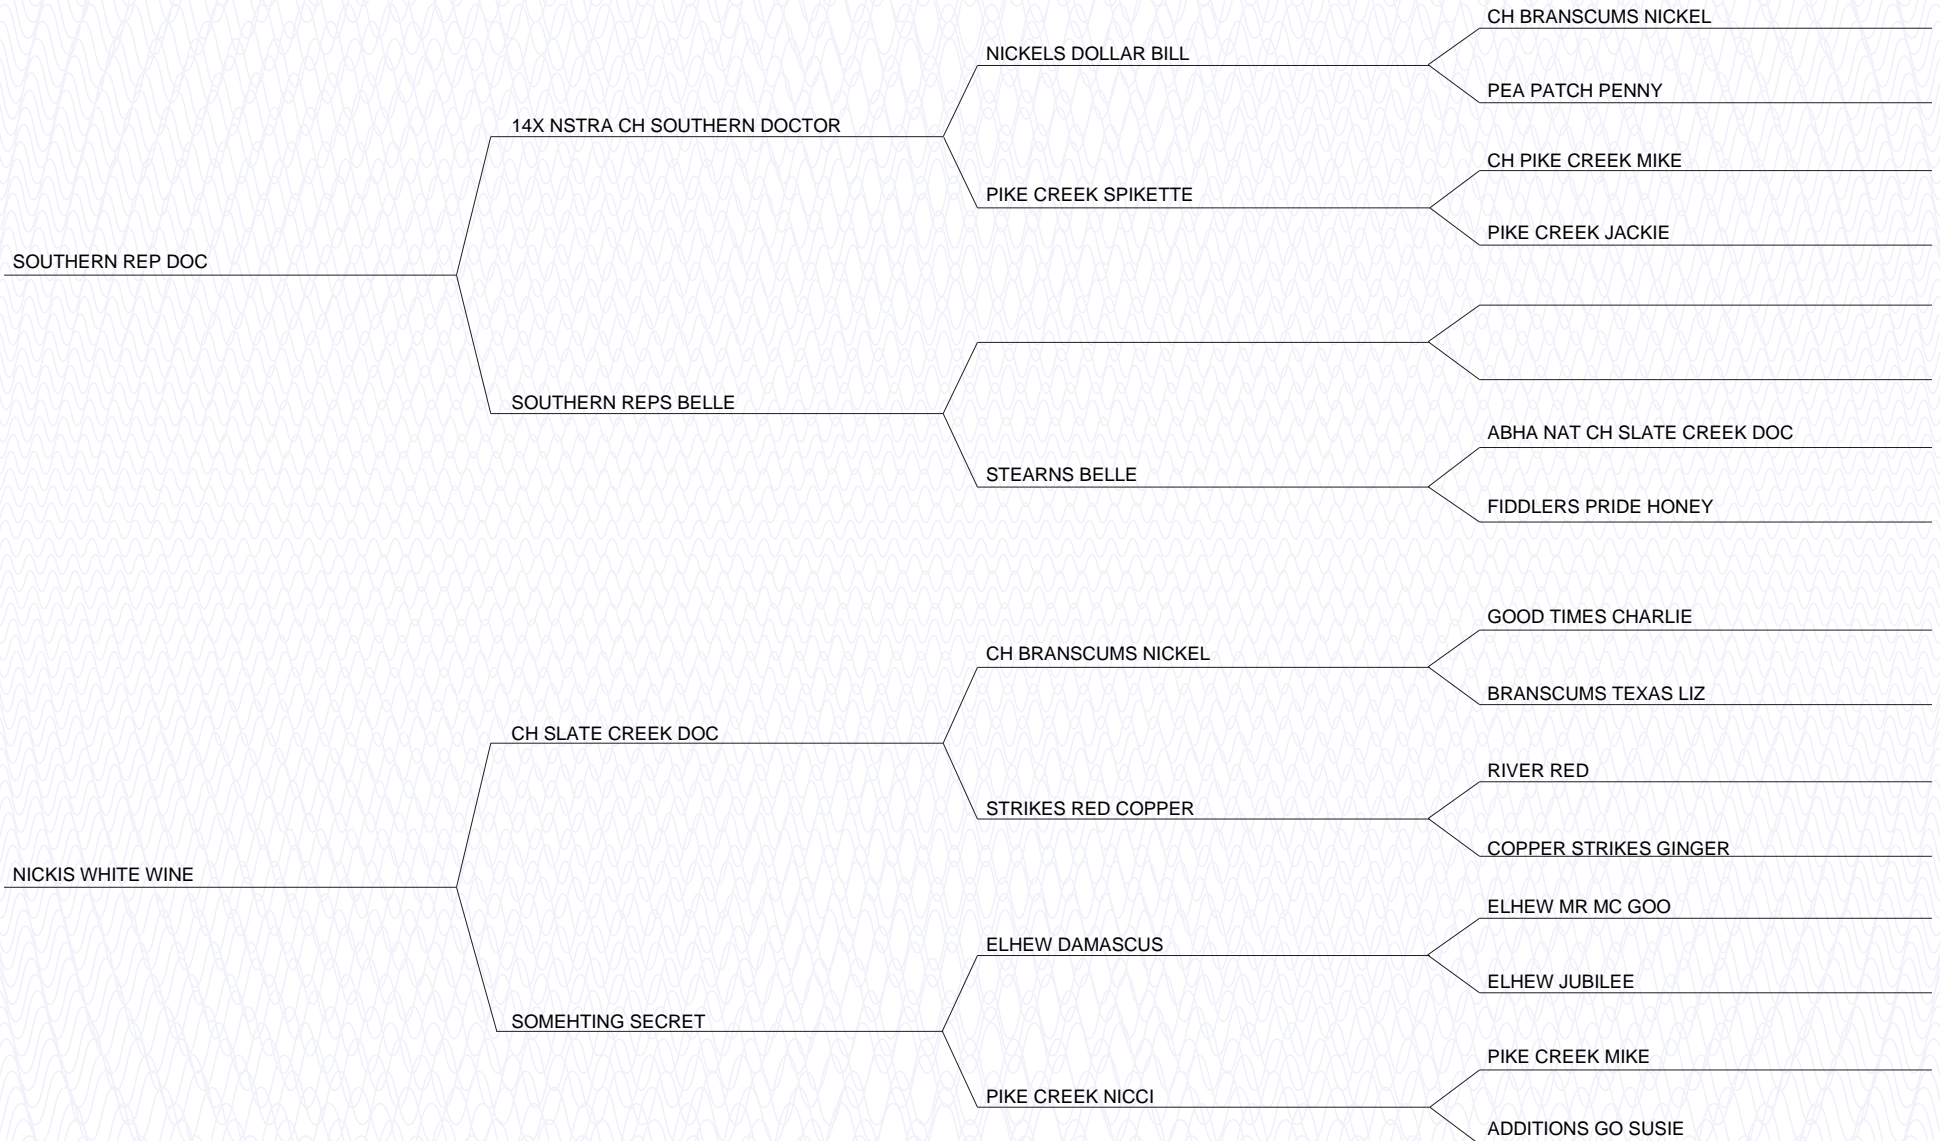 CH BRANSCUMS NICKEL
NICKELS DOLLAR BILL
PEA PATCH PENNY
14X NSTRA CH SOUTHERN DOCTOR
CH PIKE CREEK MIKE
PIKE CREEK SPIKETTE
PIKE CREEK JACKIE
SOUTHERN REP DOC
SOUTHERN REPS BELLE
ABHA NAT CH SLATE CREEK DOC
STEARNS BELLE
FIDDLERS PRIDE HONEY
GOOD TIMES CHARLIE
CH BRANSCUMS NICKEL
BRANSCUMS TEXAS LIZ
CH SLATE CREEK DOC
RIVER RED
STRIKES RED COPPER
COPPER STRIKES GINGER
NICKIS WHITE WINE
ELHEW MR MC GOO
ELHEW DAMASCUS
ELHEW JUBILEE
SOMEHTING SECRET
PIKE CREEK MIKE
PIKE CREEK NICCI
ADDITIONS GO SUSIE